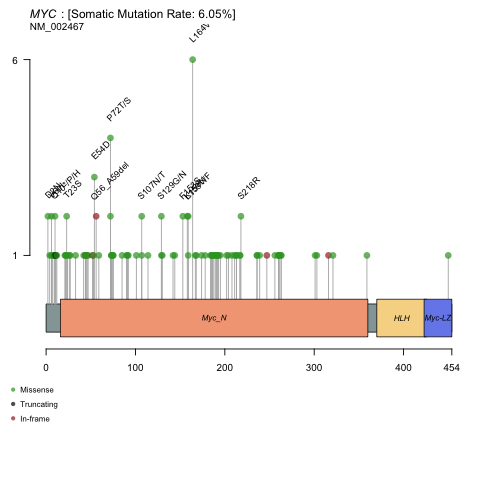 MYC : [Somatic Mutation Rate: 6.05%]
NM_002467
6
L164V
P72T/S
E54D
T23S
Q56_A59del
S107N/T
S129G/N
S218R
1
Myc_N
HLH
Myc-LZ
0
100
200
300
400
454
Missense
Truncating
In-frame